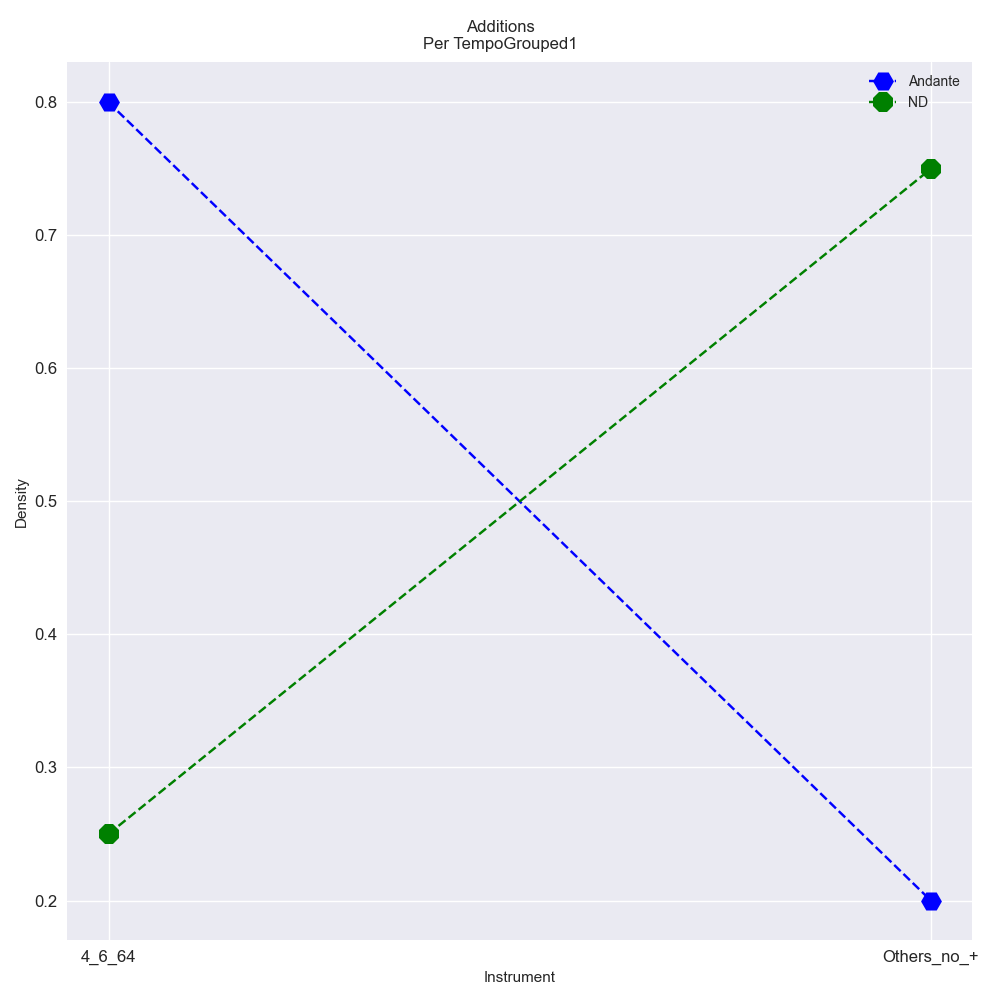 Additions
Per TempoGrouped1
Andante
ND
0.8
0.7
0.6
0.5
0.4
0.3
0.2
Density
4_6_64
Others_no_+
Instrument